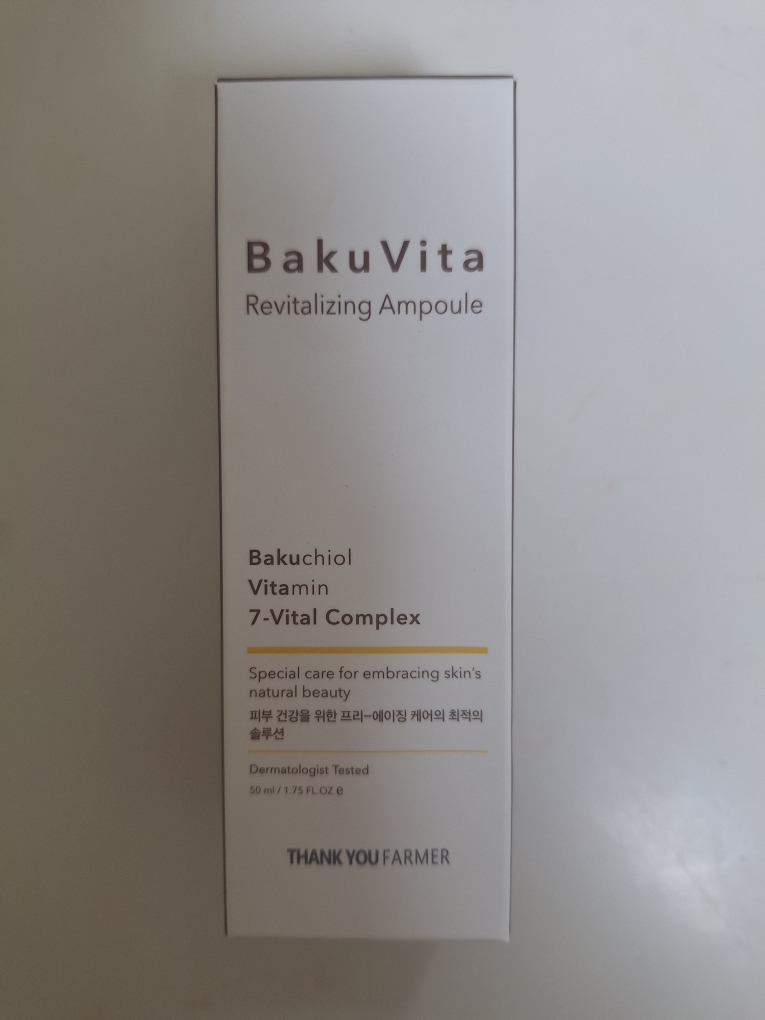 BakuVita
Revitalizing Ampoule
Bakuchiol
Vitamin
7-Vital Complex
Special care for embracing skin's
natural beauty
피부 건강을 위한 프리-에이징 케어의 최적의
솔루션
Dermatologist Tested
50 ml / 1.75 FL.OZ ℮
THANK YOU FARMER